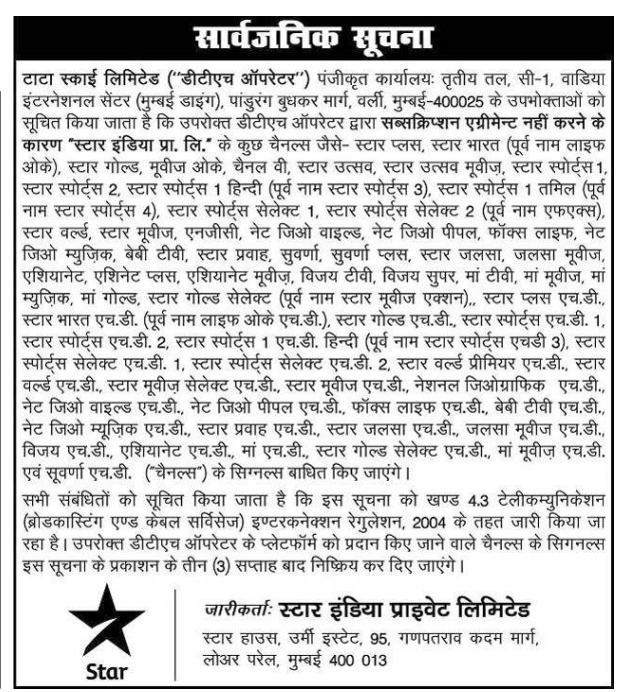 सार्वजनिक सूचना
टाटा स्काई लिमिटेड ("डीटीएच ऑपरेटर") पंजीकृत कार्यालयः तृतीय तल, सी-1, वाडिया
इंटरनेशनल सेंटर (मुम्बई डाइंग), पांडुरंग बुधकर मार्ग, वर्ली, मुम्बई-400025 के उपभोक्ताओं को
सूचित किया जाता है कि उपरोक्त डीटीएच ऑपरेटर द्वारा सब्सक्रिप्शन एग्रीमेन्ट नहीं करने के
कारण "स्टार इंडिया प्रा. लि." के कुछ चैनल्स जैसे- स्टार प्लस, स्टार भारत (पूर्व नाम लाइफ
ओके), स्टार गोल्ड, मूवीज ओके, चैनल वी, स्टार उत्सव, स्टार उत्सव मूवीज़, स्टार स्पोर्ट्स 1,
स्टार स्पोर्ट्स 2, स्टार स्पोर्ट्स 1 हिन्दी (पूर्व नाम स्टार स्पोर्ट्स 3), स्टार स्पोर्ट्स 1 तमिल (पूर्व
नाम स्टार स्पोर्ट्स 4), स्टार स्पोर्ट्स सेलेक्ट 1, स्टार स्पोर्ट्स सेलेक्ट 2 (पूर्व नाम एफएक्स),
स्टार वर्ल्ड, स्टार मूवीज, एनजीसी, नेट जिओ वाइल्ड, नेट जिओ पीपल, फॉक्स लाइफ, नेट
जिओ म्युज़िक, बेबी टीवी, स्टार प्रवाह, सुवर्णा, सुवर्णा प्लस, स्टार जलसा, जलसा मूवीज,
एशियानेट, एशिनेट प्लस, एशियानेट मूवीज़, विजय टीवी, विजय सुपर, मां टीवी, मां मूवीज, मां
म्युज़िक, मां गोल्ड, स्टार गोल्ड सेलेक्ट (पूर्व नाम स्टार मूवीज एक्शन),, स्टार प्लस एच.डी.,
स्टार भारत एच.डी. (पूर्व नाम लाइफ ओके एच.डी.), स्टार गोल्ड एच.डी., स्टार स्पोर्ट्स एच.डी. 1,
स्टार स्पोर्ट्स एच.डी. 2, स्टार स्पोर्ट्स 1 एच.डी. हिन्दी (पूर्व नाम स्टार स्पोर्ट्स एचडी 3), स्टार
स्पोर्ट्स सेलेक्ट एच.डी. 1, स्टार स्पोर्ट्स सेलेक्ट एच.डी. 2, स्टार वर्ल्ड प्रीमियर एच.डी., स्टार
वर्ल्ड एच.डी., स्टार मूवीज़ सेलेक्ट एच.डी., स्टार मूवीज एच.डी., नेशनल जिओग्राफिक एच.डी.,
नेट जिओ वाइल्ड एच.डी., नेट जिओ पीपल एच.डी., फॉक्स लाइफ एच.डी., बेबी टीवी एच.डी.,
नेट जिओ म्यूज़िक एच.डी., स्टार प्रवाह एच.डी., स्टार जलसा एच.डी., जलसा मूवीज एच.डी.,
विजय एच.डी., एशियानेट एच.डी., मां एच.डी., स्टार गोल्ड सेलेक्ट एच.डी., मां मूवीज़ एच.डी.
एवं सूवर्णा एच.डी. ("चैनल्स") के सिग्नल्स बाधित किए जाएंगे।
सभी संबंधितों को सूचित किया जाता है कि इस सूचना को खण्ड 4.3 टेलीकम्युनिकेशन
(ब्रोडकास्टिंग एण्ड केबल सर्विसेज) इण्टरकनेक्शन रेगुलेशन, 2004 के तहत जारी किया जा
रहा है। उपरोक्त डीटीएच ऑपरेटर के प्लेटफॉर्म को प्रदान किए जाने वाले चैनल्स के सिगनल्स
इस सूचना के प्रकाशन के तीन (3) सप्ताह बाद निष्क्रिय कर दिए जाएंगे।
जारीकर्ताः स्टार इंडिया प्राइवेट लिमिटेड
स्टार हाउस, उर्मी इस्टेट, 95, गणपतराव कदम मार्ग,
लोअर परेल, मुम्बई 400 013
Star